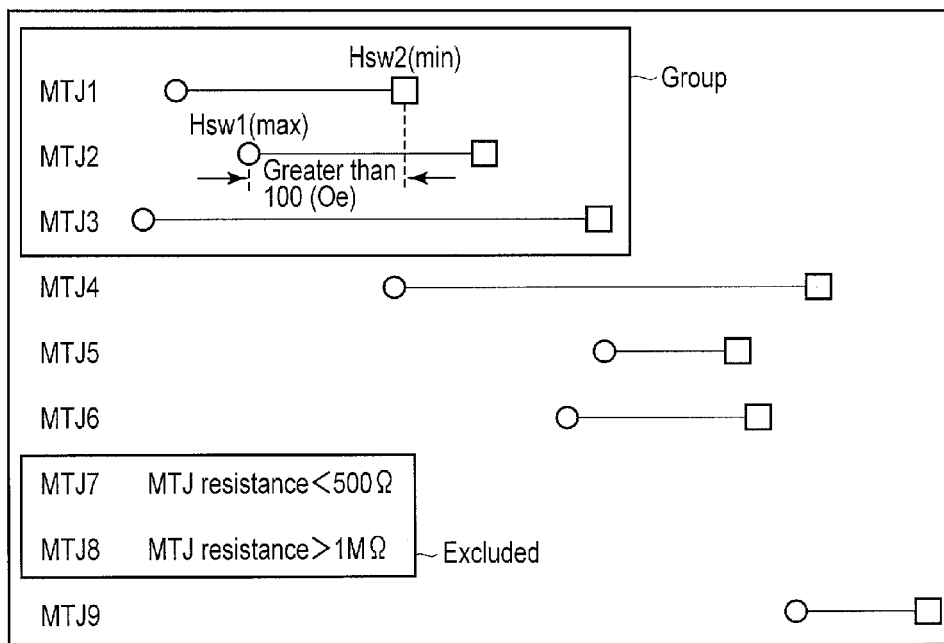 Hsw2(min)
MTJ1
Group
Hsw1(max)
MTJ2
Greater than
100 (Oe)
MTJ3
MTJ4
MTJ5
MTJ6
MTJ7 MTJ resistance<500Ω
MTJ8 MTJ resistance>1MΩ
Excluded
MTJ9